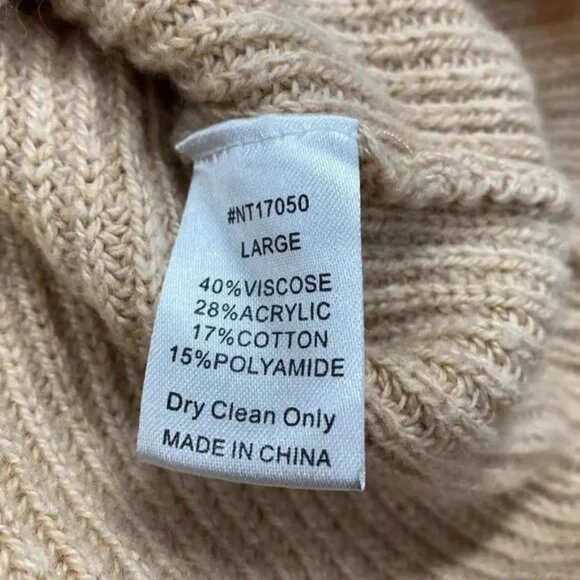 #NT17050
LARGE
40%VISCOSE
28%ACRYLIC
17%COTTON
15%POLYAMIDE
Dry Clean Only
MADE IN CHINA